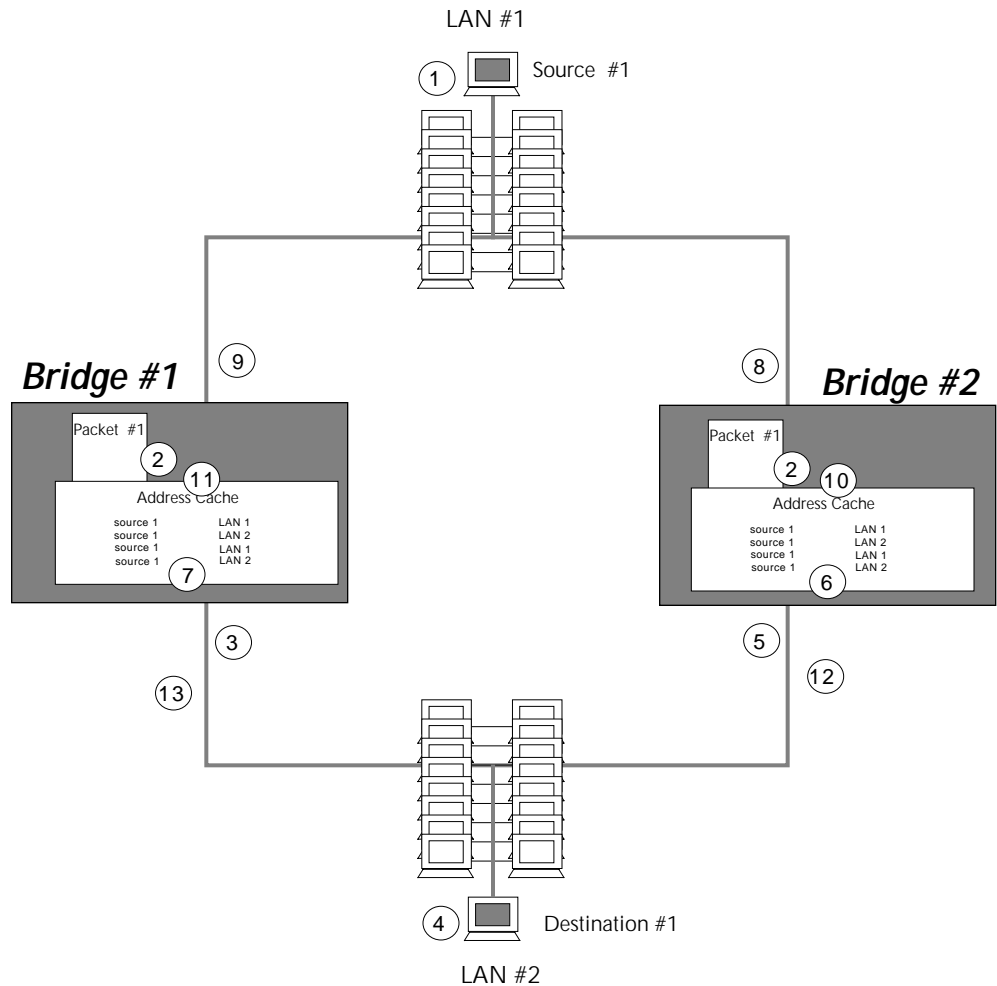 LAN #1
1
Source #1
9
8
Bridge #1
Bridge #2
Packet #1
2
11
Address Cache
source 1 LAN 1
source 1 LAN 2
source 1 LAN 1
source 1 LAN 2
7
Packet #1
2
10
Address Cache
source 1 LAN 1
source 1 LAN 2
source 1 LAN 1
source 1 LAN 2
6
3
5
13
12
4
Destination #1
LAN #2